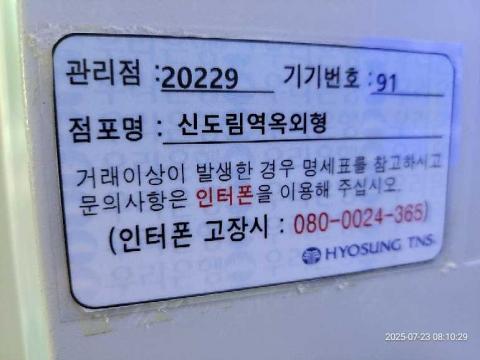 관리점 : 20229 기기번호 : 91
점포명 : 신도림역옥외형
거래이상이 발생한 경우 명세표를 참고하시고
문의사항은 인터폰을 이용해 주십시오.
(인터폰 고장시 : 080-0024-365)
HYOSUNG TNS.
2025-07-23 08:10:29